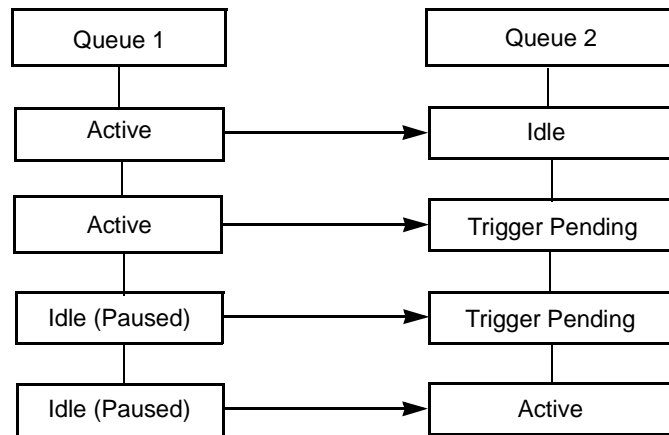 Queue 1
Queue 2
Active
Idle
Active
Trigger Pending
Idle (Paused)
Trigger Pending
Idle (Paused)
Active